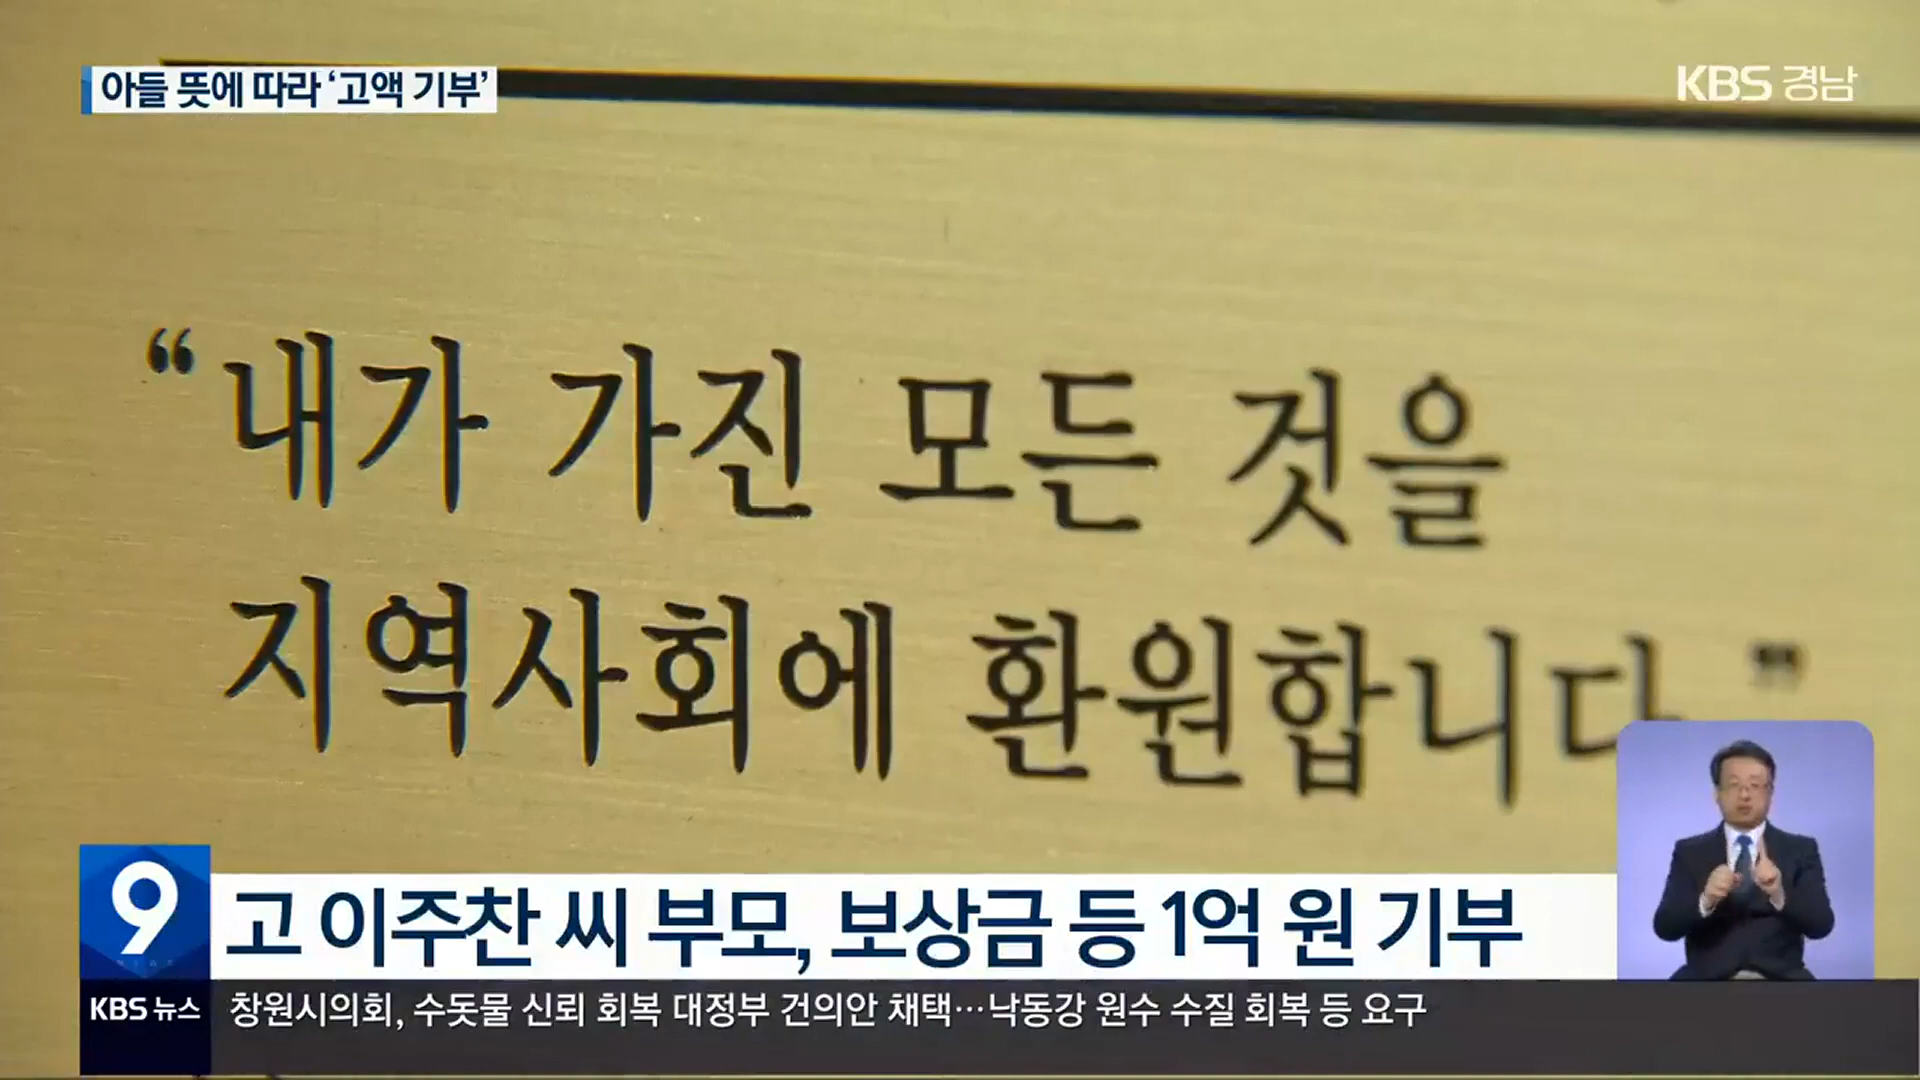 아들 뜻에 따라 ‘고액 기부’
KBS 경남
“내가 가진 모든 것을
지역사회에 환원합니다”
9
고 이주찬 씨 부모, 보상금 등 1억 원 기부
KBS 뉴스
창원시의회, 수돗물 신뢰 회복 대정부 건의안 채택…낙동강 원수 수질 회복 등 요구